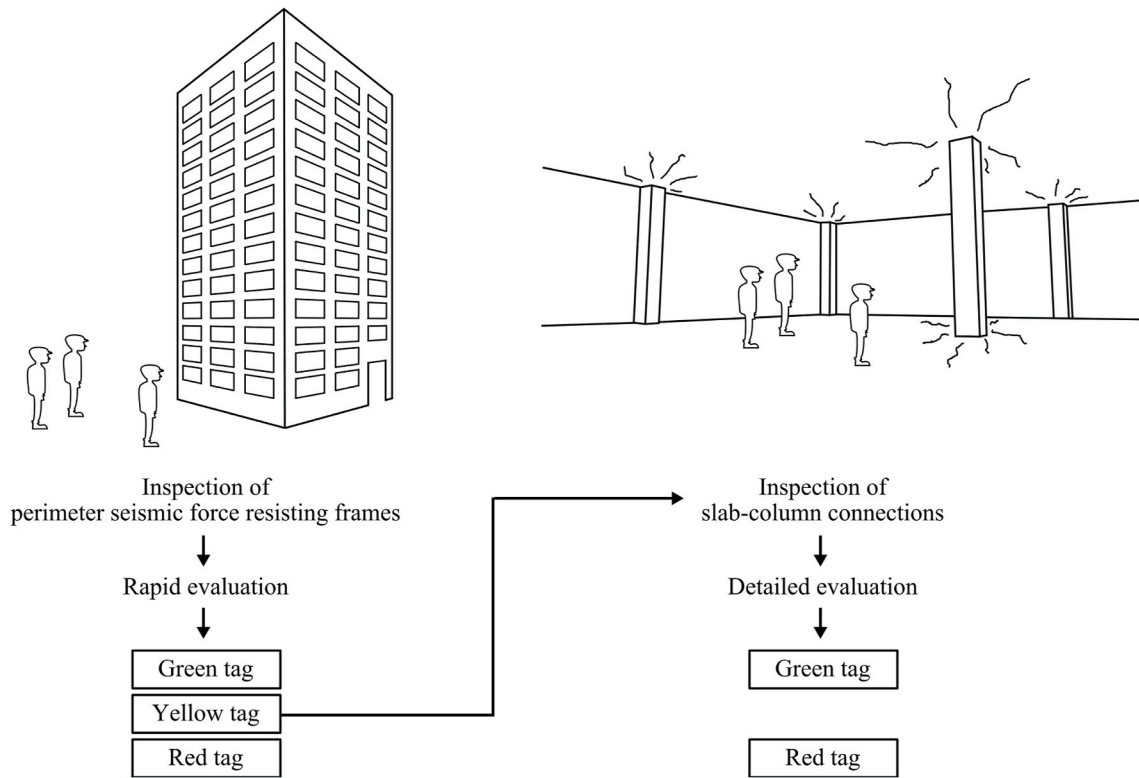 Inspection of
perimeter seismic force resisting frames
Rapid evaluation
Green tag
Yellow tag
Red tag
Inspection of
slab-column connections
Detailed evaluation
Green tag
Red tag